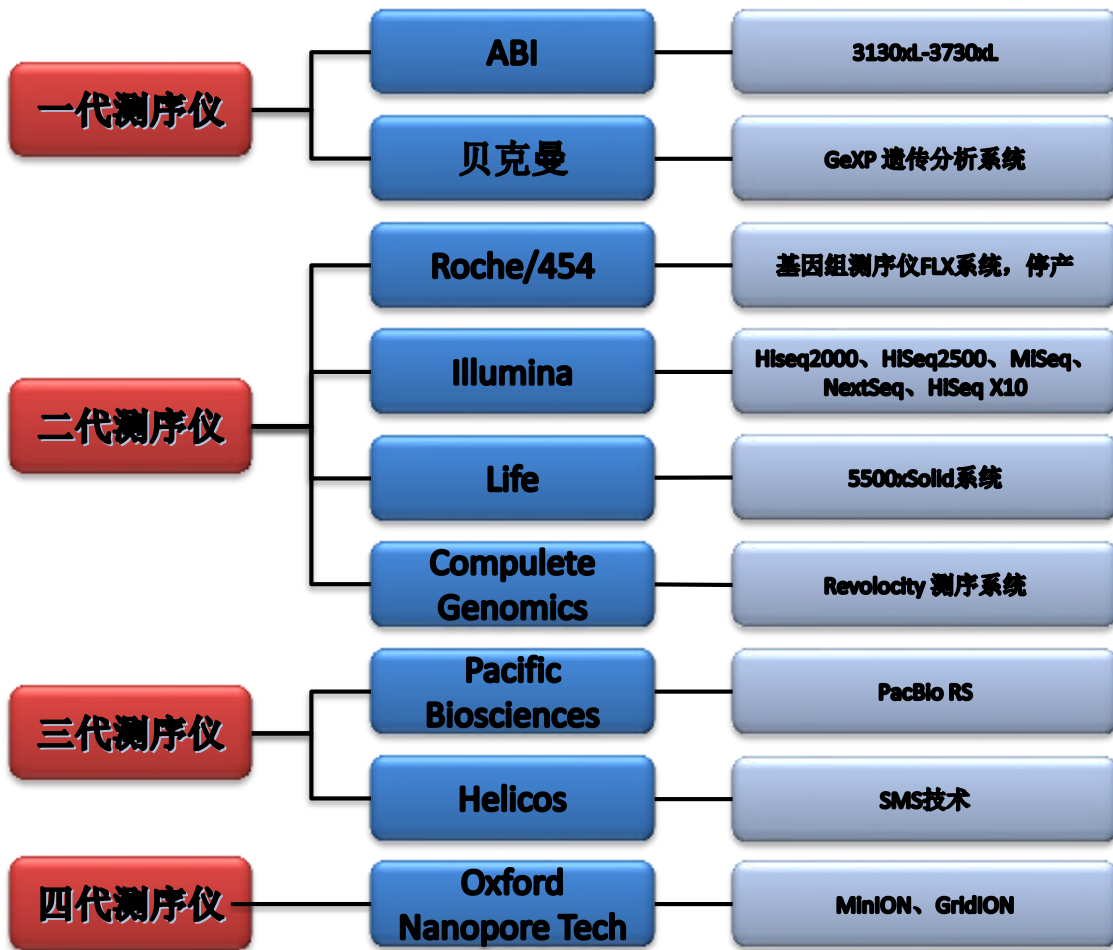 一代测序仪
ABI
3130xL-3730xL
贝克曼
GeXP 遗传分析系统
二代测序仪
Roche/454
基因组测序仪FLX系统，停产
Illumina
Hiseq2000、HiSeq2500、MiSeq、
NextSeq、HiSeq X10
Life
5500xSolid系统
Compulete
Genomics
Revolocity 测序系统
三代测序仪
Pacific
Biosciences
PacBio RS
Helicos
SMS技术
四代测序仪
Oxford
Nanopore Tech
MinION、GridION